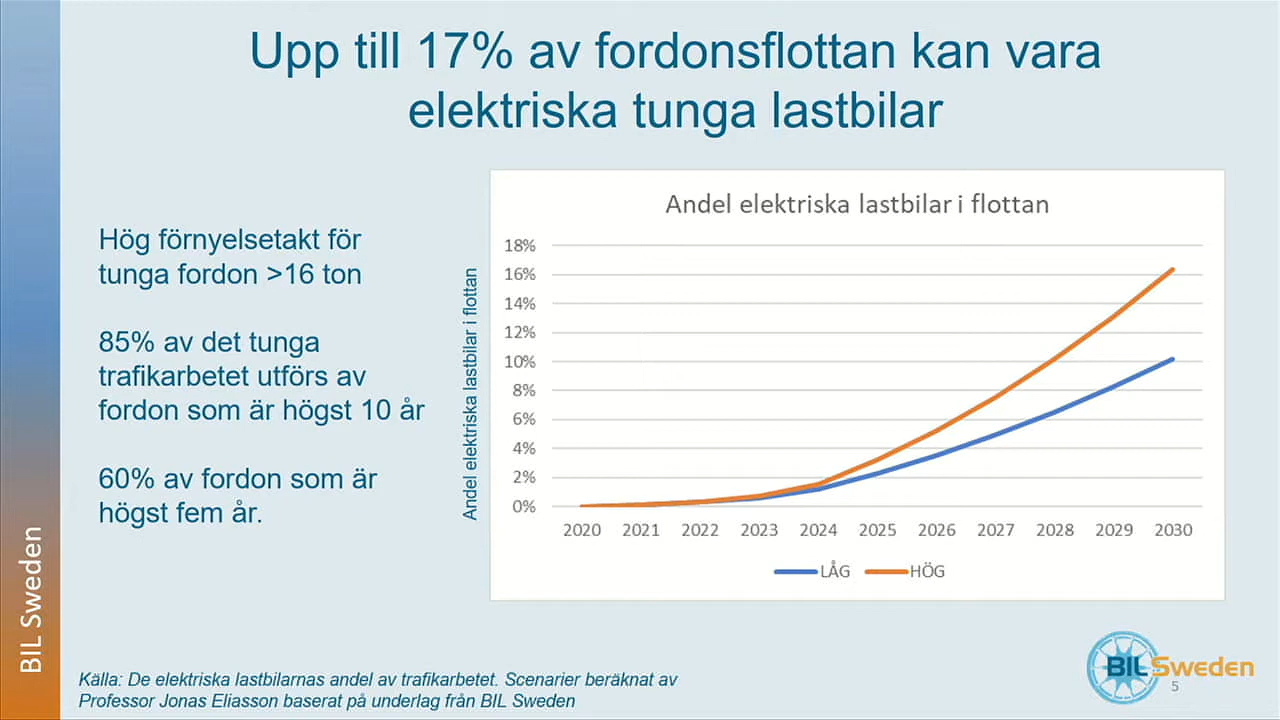 Upp till 17% av fordonsflottan kan vara
elektriska tunga lastbilar
Hög förnyelsetakt för
tunga fordon >16 ton
85% av det tunga
trafikarbetet utförs av
fordon som är högst 10 år
60% av fordon som är
högst fem år.
Andel elektriska lastbilar i flottan
Andel elektriska lastbilar i flottan
18%
16%
14%
12%
10%
8%
6%
4%
2%
0%
2020 2021 2022 2023 2024 2025 2026 2027 2028 2029 2030
LÅG HÖG
BIL Sweden
Källa: De elektriska lastbilarnas andel av trafikarbetet. Scenarier beräknat av
Professor Jonas Eliasson baserat på underlag från BIL Sweden
BIL Sweden
5